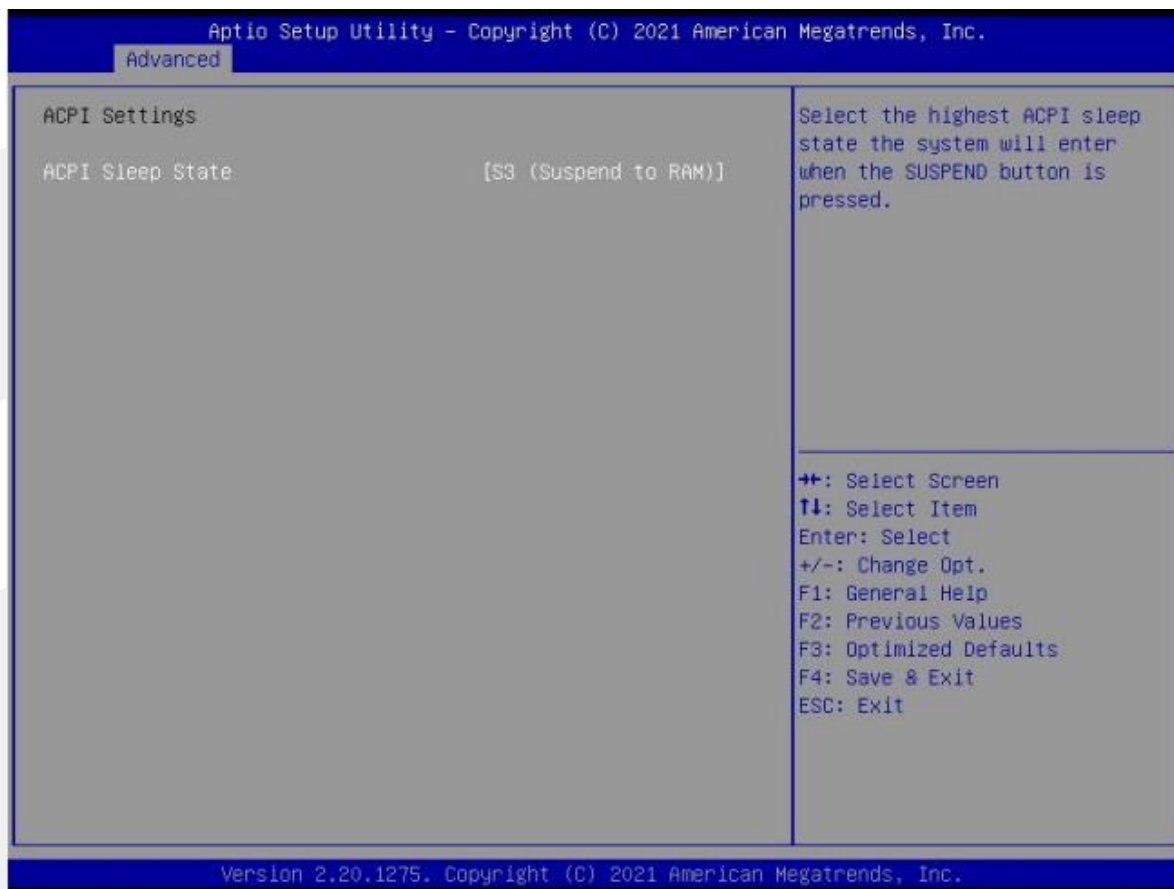 Aptio Setup Utility – Copyright (C) 2021 American Megatrends, Inc.
Advanced
ACPI Settings
ACPI Sleep State [S3 (Suspend to RAM)]
Select the highest ACPI sleep
state the system will enter
when the SUSPEND button is
pressed.
→←: Select Screen
↑↓: Select Item
Enter: Select
+/-: Change Opt.
F1: General Help
F2: Previous Values
F3: Optimized Defaults
F4: Save & Exit
ESC: Exit
Version 2.20.1275. Copyright (C) 2021 American Megatrends, Inc.